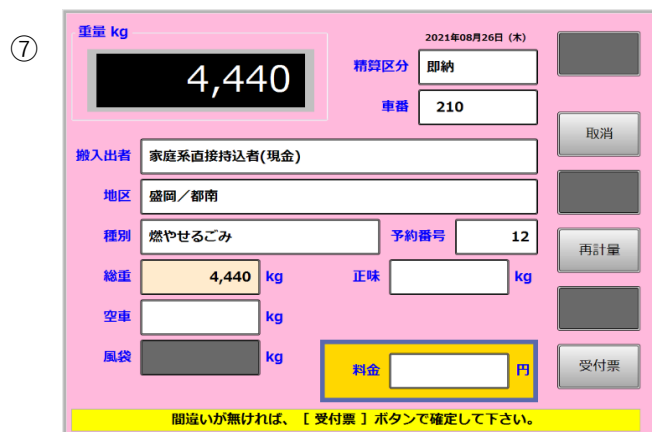 ⑦
重量 kg
4,440
2021年08月26日（木）
精算区分 即納
車番 210
取消
搬入出者 家庭系直接持込者(現金)
地区 盛岡／都南
種別 燃やせるごみ 予約番号 12
再計量
総重 4,440 kg 正味 kg
空車 kg
風袋 kg
料金 円
受付票
間違いが無ければ、［ 受付票 ］ボタンで確定して下さい。